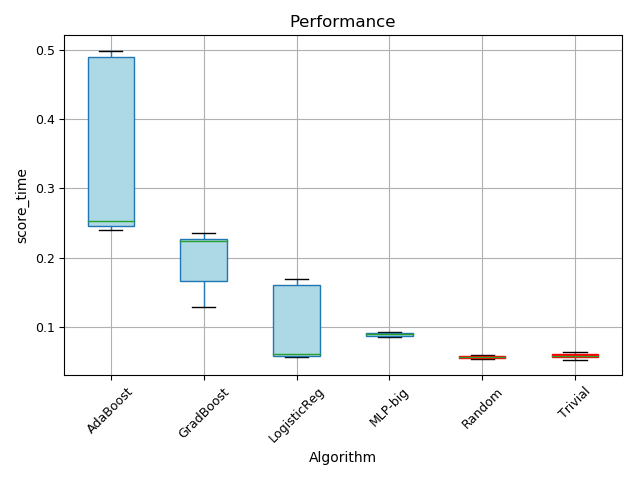 Performance
score_time
0.5
0.4
0.3
0.2
0.1
AdaBoost
GradBoost
LogisticReg
MLP-big
Random
Trivial
Algorithm